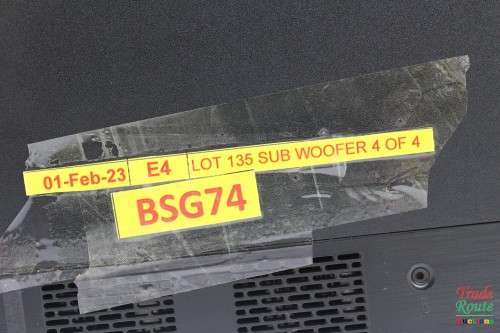 01-Feb-23 E4 LOT 135 SUB WOOFER 4 OF 4
BSG74
Trade
Route